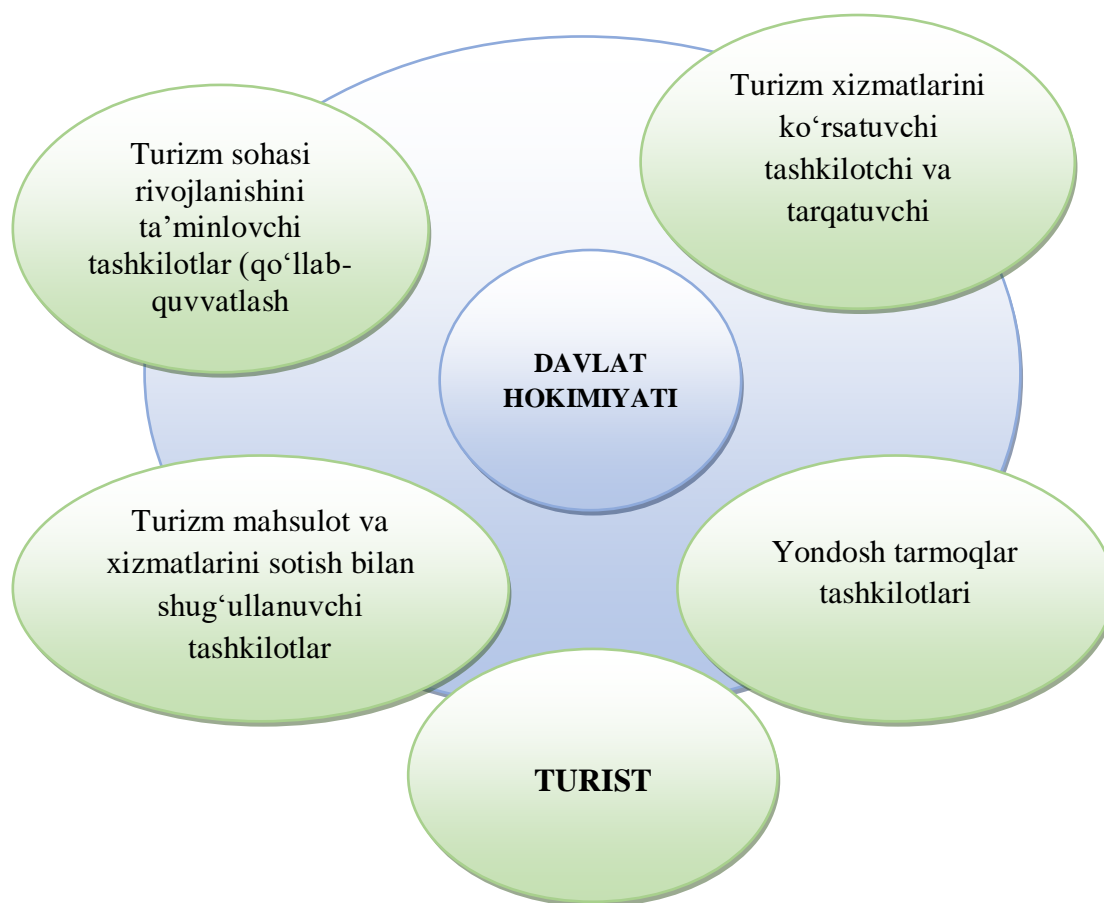 Turizm sohasi
rivojlanishini
ta’minlovchi
tashkilotlar (qo‘llab-
quvvatlash
Turizm xizmatlarini
ko‘rsatuvchi
tashkilotchi va
tarqatuvchi
DAVLAT
HOKIMIYATI
Turizm mahsulot va
xizmatlarini sotish bilan
shug‘ullanuvchi
tashkilotlar
Yondosh tarmoqlar
tashkilotlari
TURIST